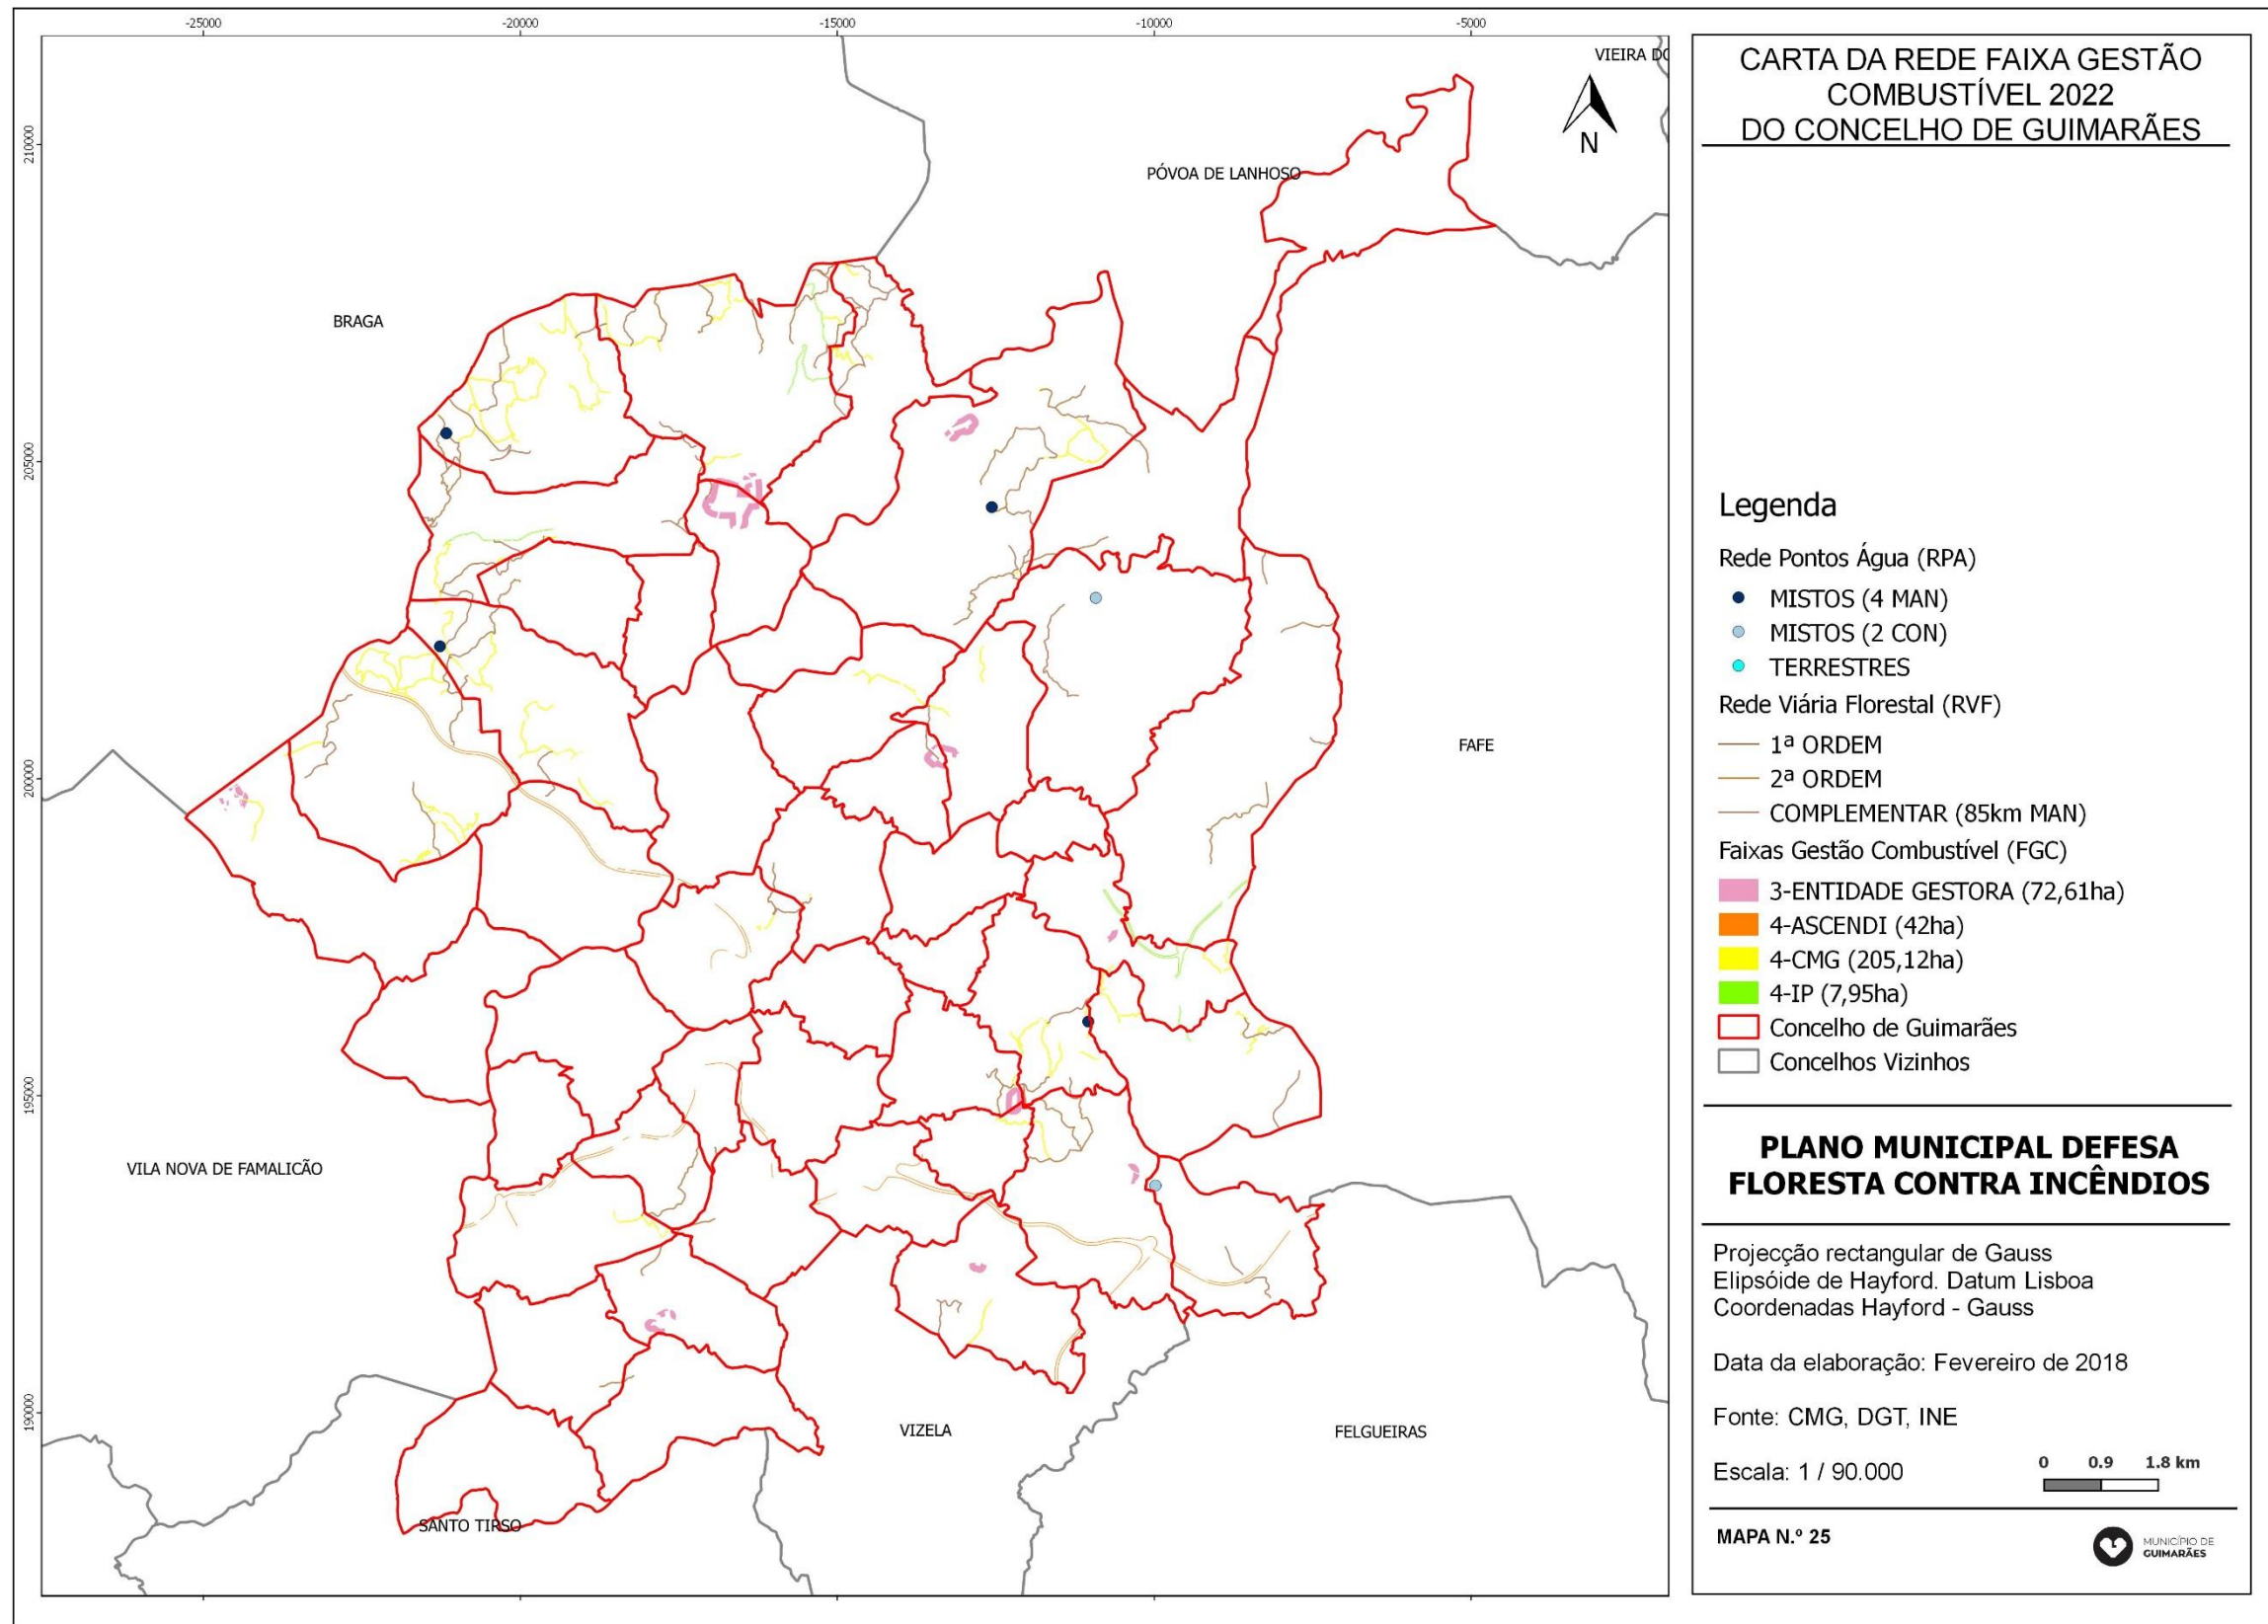 -25000
-20000
-15000
-10000
-5000
210000
205000
200000
195000
190000
VIEIRA DO
N
PÓVOA DE LANHOSO
BRAGA
FAFE
VILA NOVA DE FAMALICÃO
VIZELA
FELGUEIRAS
SANTO TIRSO
CARTA DA REDE FAIXA GESTÃO
COMBUSTÍVEL 2022
DO CONCELHO DE GUIMARÃES
Legenda
Rede Pontos Água (RPA)
MISTOS (4 MAN)
MISTOS (2 CON)
TERRESTRES
Rede Viária Florestal (RVF)
1ª ORDEM
2ª ORDEM
COMPLEMENTAR (85km MAN)
Faixas Gestão Combustível (FGC)
3-ENTIDADE GESTORA (72,61ha)
4-ASCENDI (42ha)
4-CMG (205,12ha)
4-IP (7,95ha)
Concelho de Guimarães
Concelhos Vizinhos
PLANO MUNICIPAL DEFESA
FLORESTA CONTRA INCÊNDIOS
Projecção rectangular de Gauss
Elipsóide de Hayford. Datum Lisboa
Coordenadas Hayford - Gauss
Data da elaboração: Fevereiro de 2018
Fonte: CMG, DGT, INE
Escala: 1 / 90.000
0 0.9 1.8 km
MAPA N.º 25
MUNICÍPIO DE
GUIMARÃES